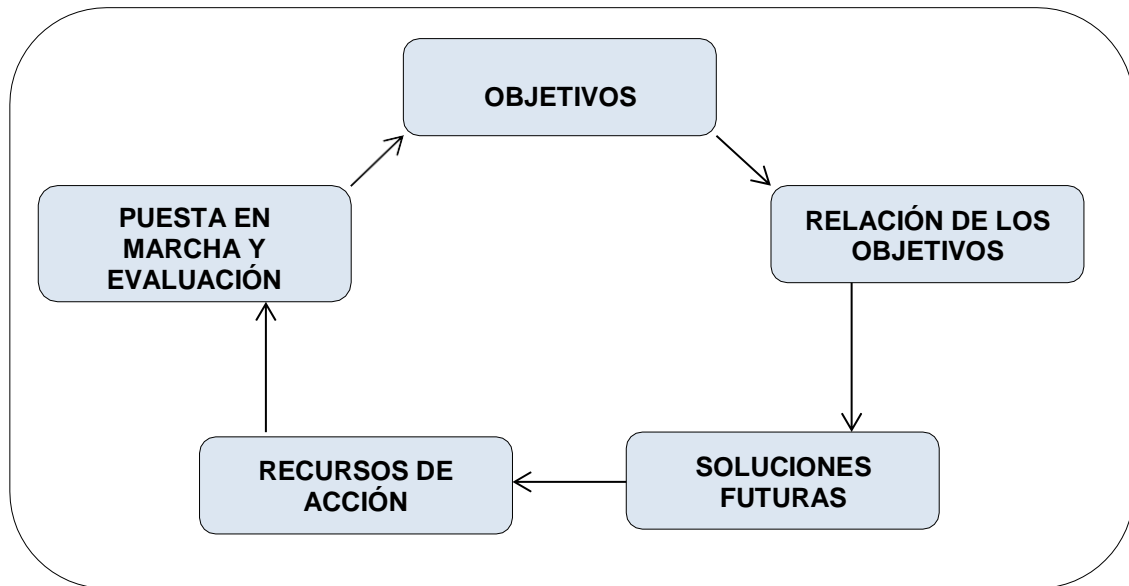 OBJETIVOS
RELACIÓN DE LOS
OBJETIVOS
SOLUCIONES
FUTURAS
RECURSOS DE
ACCIÓN
PUESTA EN
MARCHA Y
EVALUACIÓN